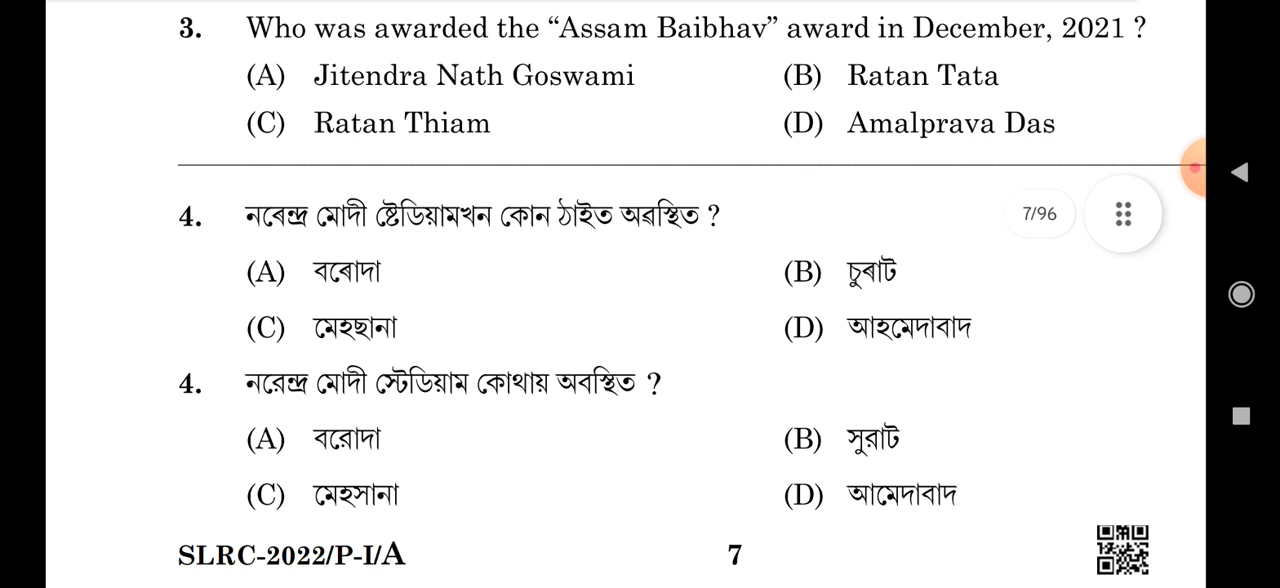 3. Who was awarded the “Assam Baibhav” award in December, 2021 ?
(A) Jitendra Nath Goswami (B) Ratan Tata
(C) Ratan Thiam (D) Amalprava Das
4. নৰেন্দ্ৰ মোদী ষ্টেডিয়ামখন কোন ঠাইত অৱস্থিত ?
7/96
(A) বৰোদা (B) চুৰাট
(C) মেহছানা (D) আহমেদাবাদ
4. নরেন্দ্র মোদী স্টেডিয়াম কোথায় অবস্থিত ?
(A) বরোদা (B) সুরাট
(C) মেহসানা (D) আমেদাবাদ
SLRC-2022/P-I/A 7